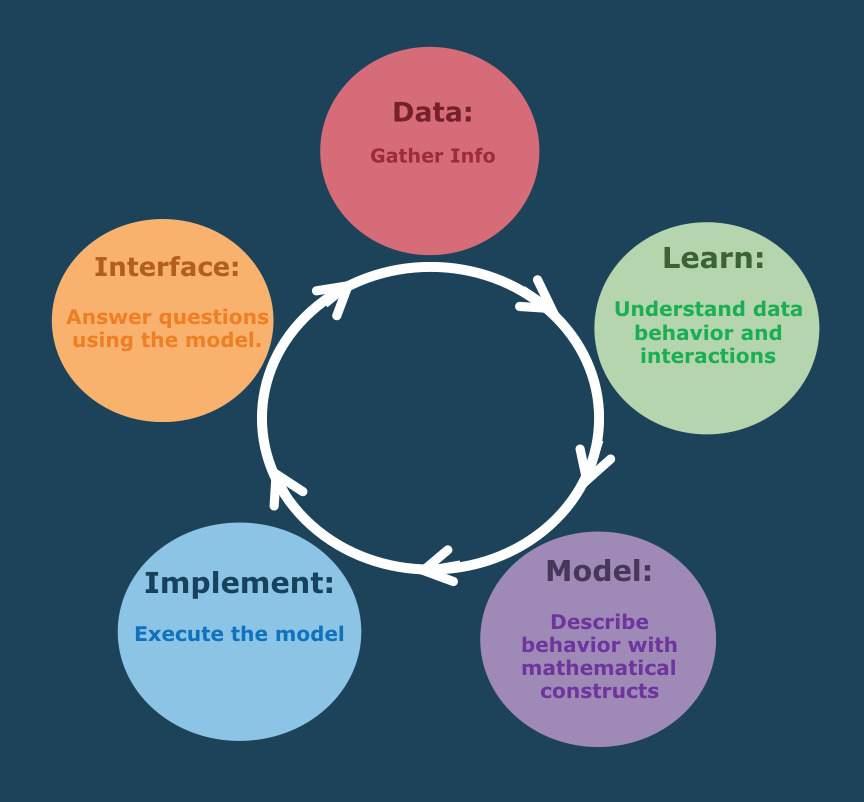 Data:
Gather Info
Learn:
Understand data
behavior and
interactions
Model:
Describe
behavior with
mathematical
constructs
Implement:
Execute the model
Interface:
Answer questions
using the model.